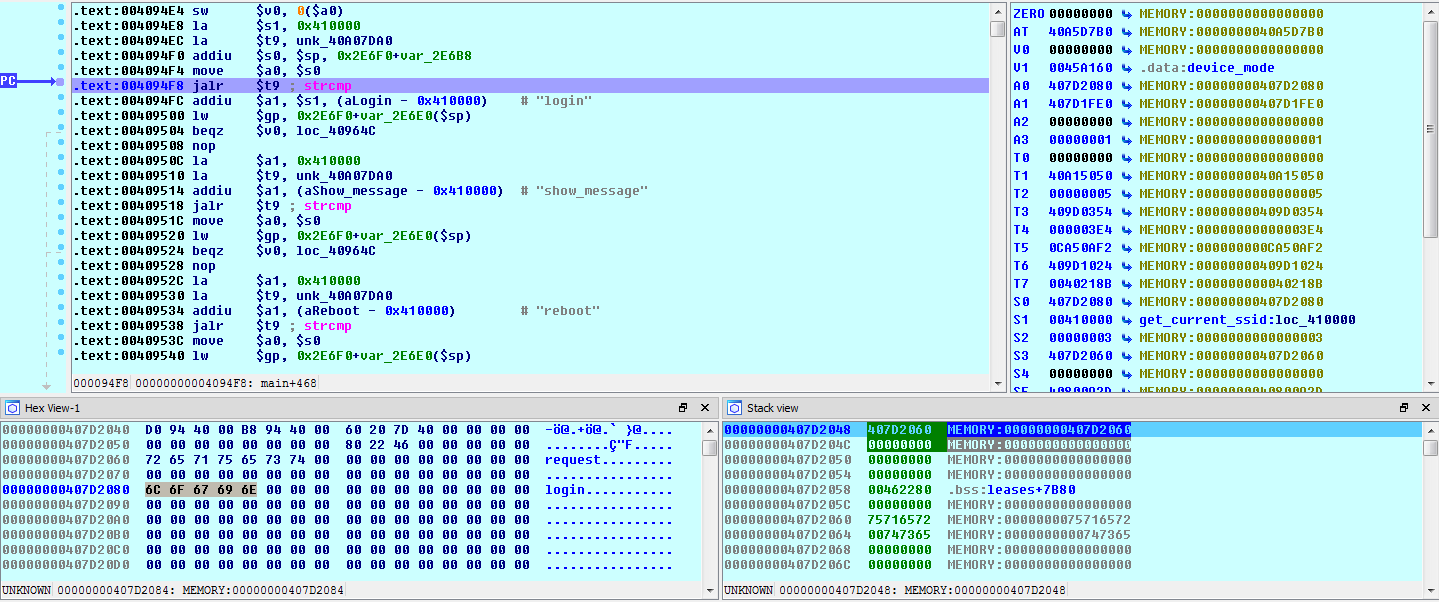 .text:004094E4 sw $v0, 0($a0)
.text:004094E8 la $s1, 0x410000
.text:004094EC la $t9, unk_40A07DA0
.text:004094F0 addiu $s0, $sp, 0x2E6F0+var_2E6B8
.text:004094F4 move $a0, $s0
PC .text:004094F8 jalr $t9 ; strcmp
.text:004094FC addiu $a1, $s1, (aLogin - 0x410000) # "login"
.text:00409500 lw $gp, 0x2E6F0+var_2E6E0($sp)
.text:00409504 beqz $v0, loc_40964C
.text:00409508 nop
.text:0040950C la $a1, 0x410000
.text:00409510 la $t9, unk_40A07DA0
.text:00409514 addiu $a1, (aShow_message - 0x410000) # "show_message"
.text:00409518 jalr $t9 ; strcmp
.text:0040951C move $a0, $s0
.text:00409520 lw $gp, 0x2E6F0+var_2E6E0($sp)
.text:00409524 beqz $v0, loc_40964C
.text:00409528 nop
.text:0040952C la $a1, 0x410000
.text:00409530 la $t9, unk_40A07DA0
.text:00409534 addiu $a1, (aReboot - 0x410000) # "reboot"
.text:00409538 jalr $t9 ; strcmp
.text:0040953C move $a0, $s0
.text:00409540 lw $gp, 0x2E6F0+var_2E6E0($sp)
000094F8 00000000004094F8: main+468
ZERO 00000000 MEMORY:0000000000000000
AT 40A5D7B0 MEMORY:0000000040A5D7B0
V0 00000000 MEMORY:0000000000000000
V1 0045A160 .data:device_mode
A0 407D2080 MEMORY:00000000407D2080
A1 407D1FE0 MEMORY:00000000407D1FE0
A2 00000000 MEMORY:0000000000000000
A3 00000001 MEMORY:0000000000000001
T0 00000000 MEMORY:0000000000000000
T1 40A15050 MEMORY:0000000040A15050
T2 00000005 MEMORY:0000000000000005
T3 409D0354 MEMORY:00000000409D0354
T4 000003E4 MEMORY:00000000000003E4
T5 0CA50AF2 MEMORY:000000000CA50AF2
T6 409D1024 MEMORY:00000000409D1024
T7 0040218B MEMORY:000000000040218B
S0 407D2080 MEMORY:00000000407D2080
S1 00410000 get_current_ssid:loc_410000
S2 00000003 MEMORY:0000000000000003
S3 407D2060 MEMORY:00000000407D2060
S4 00000000 MEMORY:0000000000000000
Hex View-1
00000000407D2040 D0 94 40 00 B8 94 40 00 60 20 7D 40 00 00 00 00 -ö@.+ö@.` }@....
00000000407D2050 00 00 00 00 00 00 00 00 80 22 46 00 00 00 00 00 ........Ç"F.....
00000000407D2060 72 65 71 75 65 73 74 00 00 00 00 00 00 00 00 00 request.........
00000000407D2070 00 00 00 00 00 00 00 00 00 00 00 00 00 00 00 00 ................
00000000407D2080 6C 6F 67 69 6E 00 00 00 00 00 00 00 00 00 00 00 login...........
00000000407D2090 00 00 00 00 00 00 00 00 00 00 00 00 00 00 00 00 ................
00000000407D20A0 00 00 00 00 00 00 00 00 00 00 00 00 00 00 00 00 ................
00000000407D20B0 00 00 00 00 00 00 00 00 00 00 00 00 00 00 00 00 ................
00000000407D20C0 00 00 00 00 00 00 00 00 00 00 00 00 00 00 00 00 ................
00000000407D20D0 00 00 00 00 00 00 00 00 00 00 00 00 00 00 00 00 ................
UNKNOWN 00000000407D2084: MEMORY:00000000407D2084
Stack view
00000000407D2048 407D2060 MEMORY:00000000407D2060
00000000407D204C 00000000 MEMORY:0000000000000000
00000000407D2050 00000000 MEMORY:0000000000000000
00000000407D2054 00000000 MEMORY:0000000000000000
00000000407D2058 00462280 .bss:leases+7B80
00000000407D205C 00000000 MEMORY:0000000000000000
00000000407D2060 75716572 MEMORY:0000000075716572
00000000407D2064 00747365 MEMORY:0000000000747365
00000000407D2068 00000000 MEMORY:0000000000000000
00000000407D206C 00000000 MEMORY:0000000000000000
UNKNOWN 00000000407D2048: MEMORY:00000000407D2048